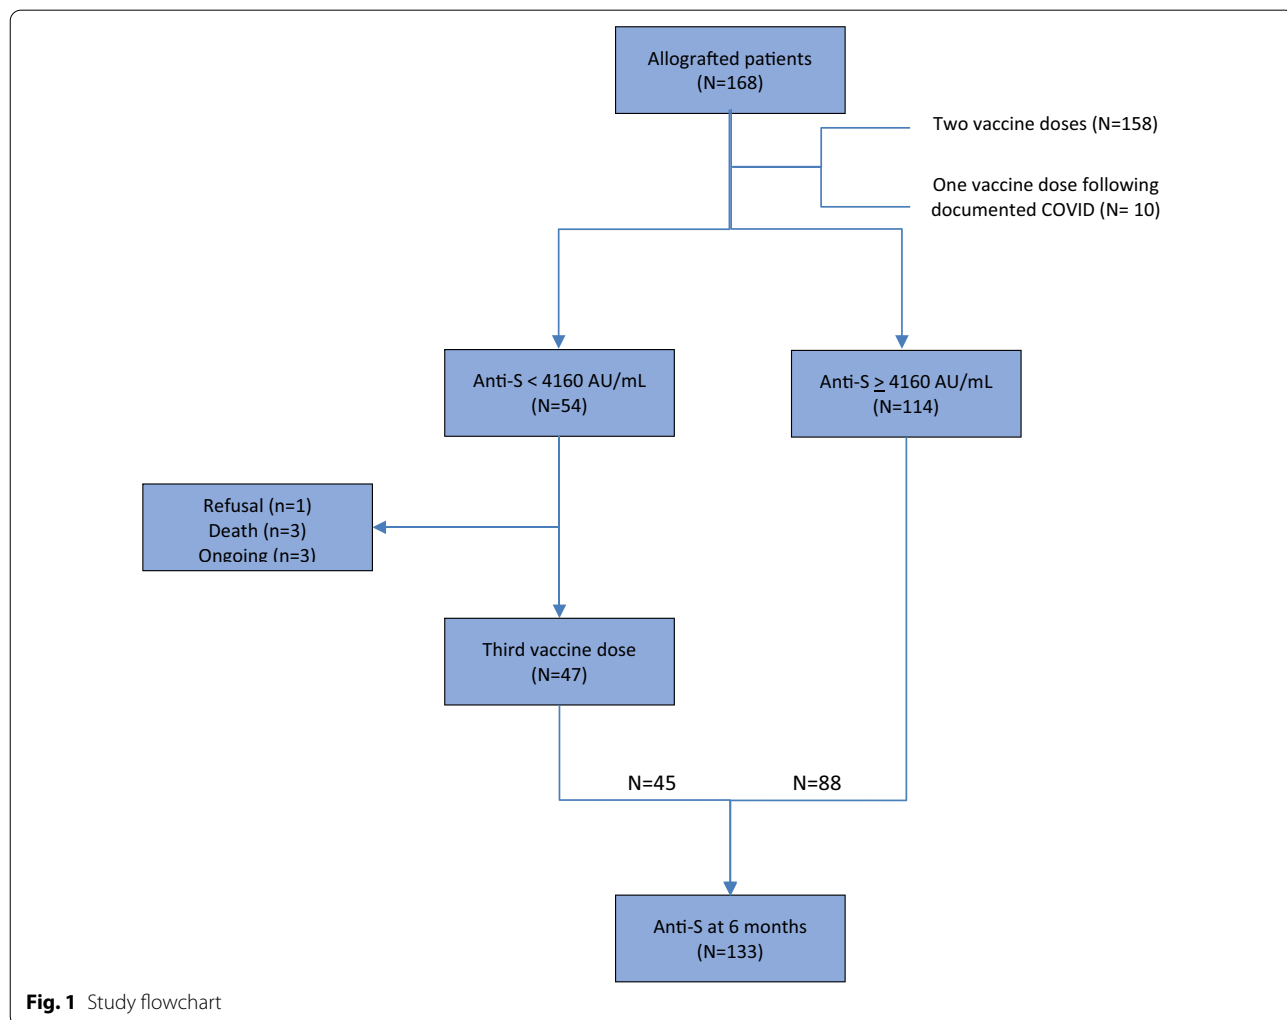 Allografted patients
(N=168)
Two vaccine doses (N=158)
One vaccine dose following
documented COVID (N= 10)
Anti-S < 4160 AU/mL
(N=54)
Anti-S ≥ 4160 AU/mL
(N=114)
Refusal (n=1)
Death (n=3)
Ongoing (n=3)
Third vaccine dose
(N=47)
N=45
N=88
Anti-S at 6 months
(N=133)
Fig. 1 Study flowchart